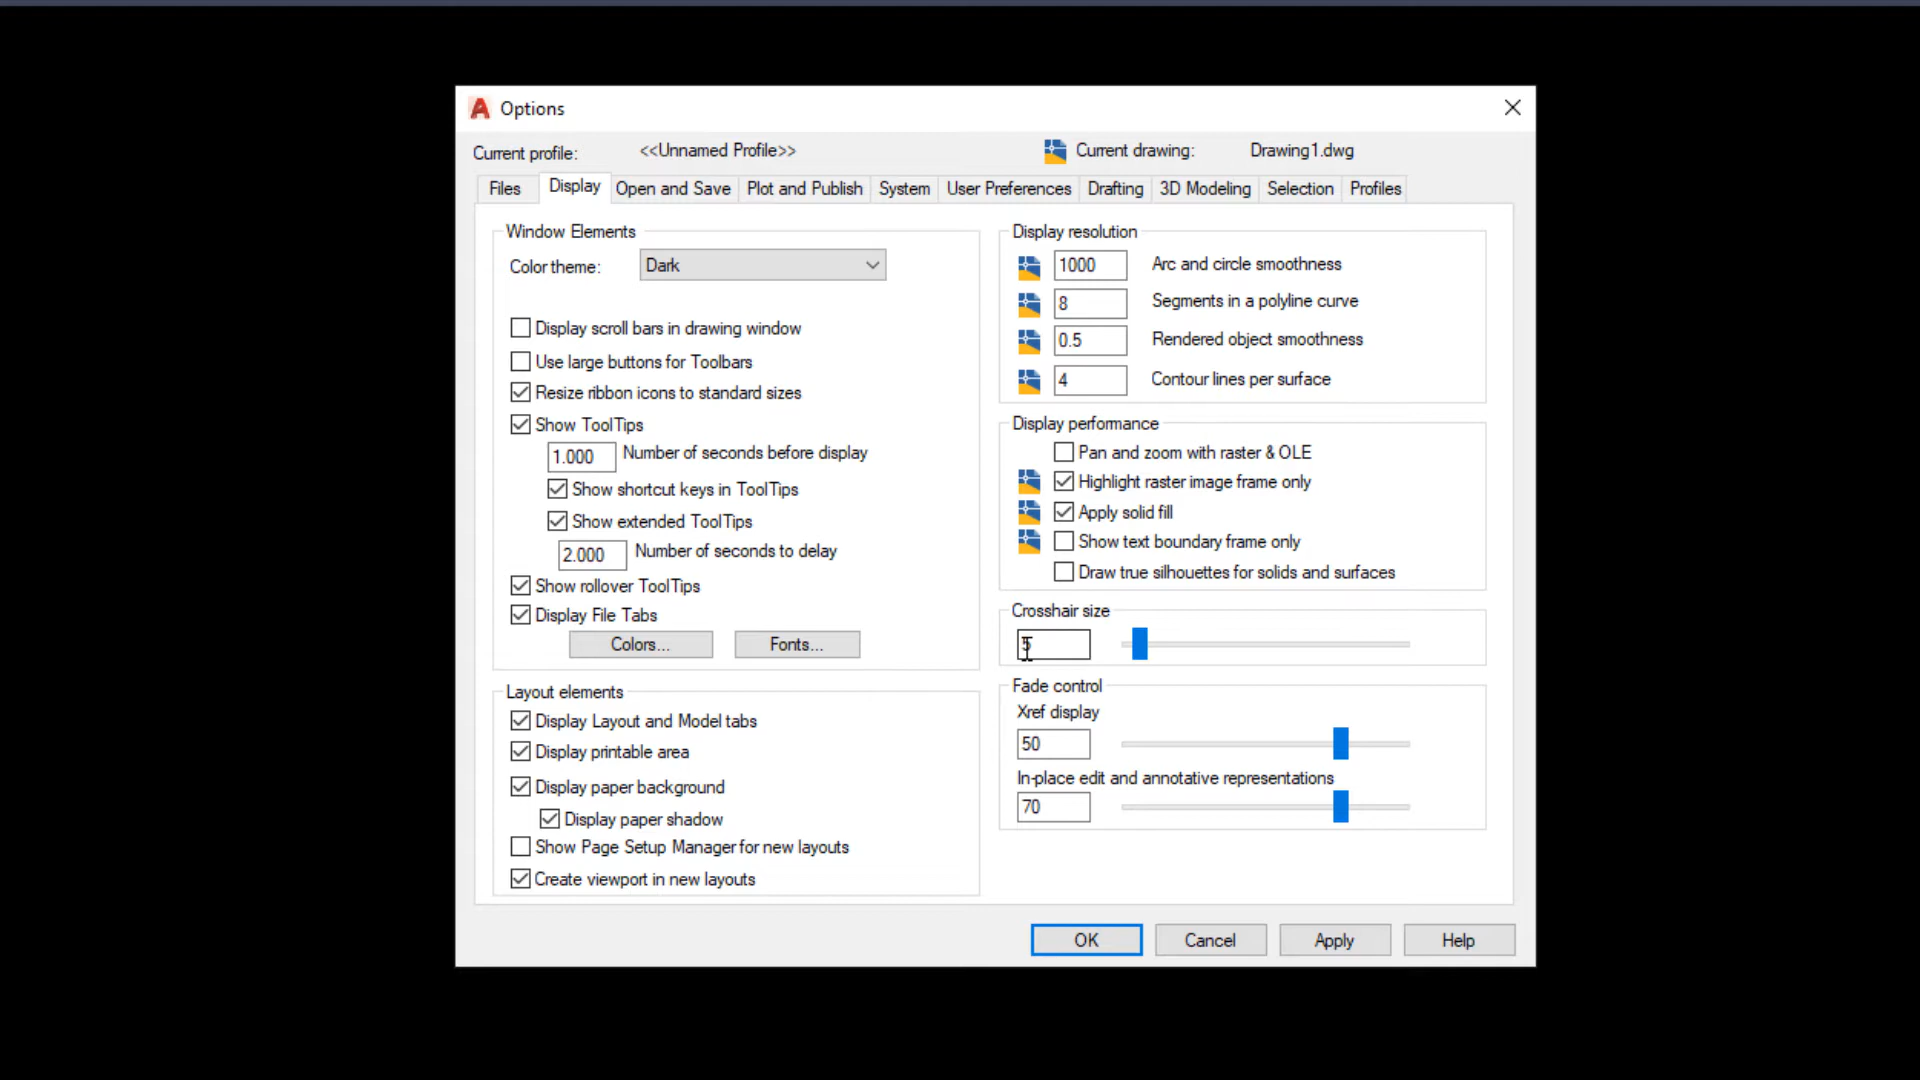 Options
Current profile: <<Unnamed Profile>> Current drawing: Drawing1.dwg
Files Display Open and Save Plot and Publish System User Preferences Drafting 3D Modeling Selection Profiles
Window Elements
Color theme: Dark
Display scroll bars in drawing window
Use large buttons for Toolbars
Resize ribbon icons to standard sizes
Show ToolTips
1.000 Number of seconds before display
Show shortcut keys in ToolTips
Show extended ToolTips
2.000 Number of seconds to delay
Show rollover ToolTips
Display File Tabs
Colors... Fonts...
Layout elements
Display Layout and Model tabs
Display printable area
Display paper background
Display paper shadow
Show Page Setup Manager for new layouts
Create viewport in new layouts
Display resolution
1000 Arc and circle smoothness
8 Segments in a polyline curve
0.5 Rendered object smoothness
4 Contour lines per surface
Display performance
Pan and zoom with raster & OLE
Highlight raster image frame only
Apply solid fill
Show text boundary frame only
Draw true silhouettes for solids and surfaces
Crosshair size
5
Fade control
Xref display
50
In-place edit and annotative representations
70
OK Cancel Apply Help